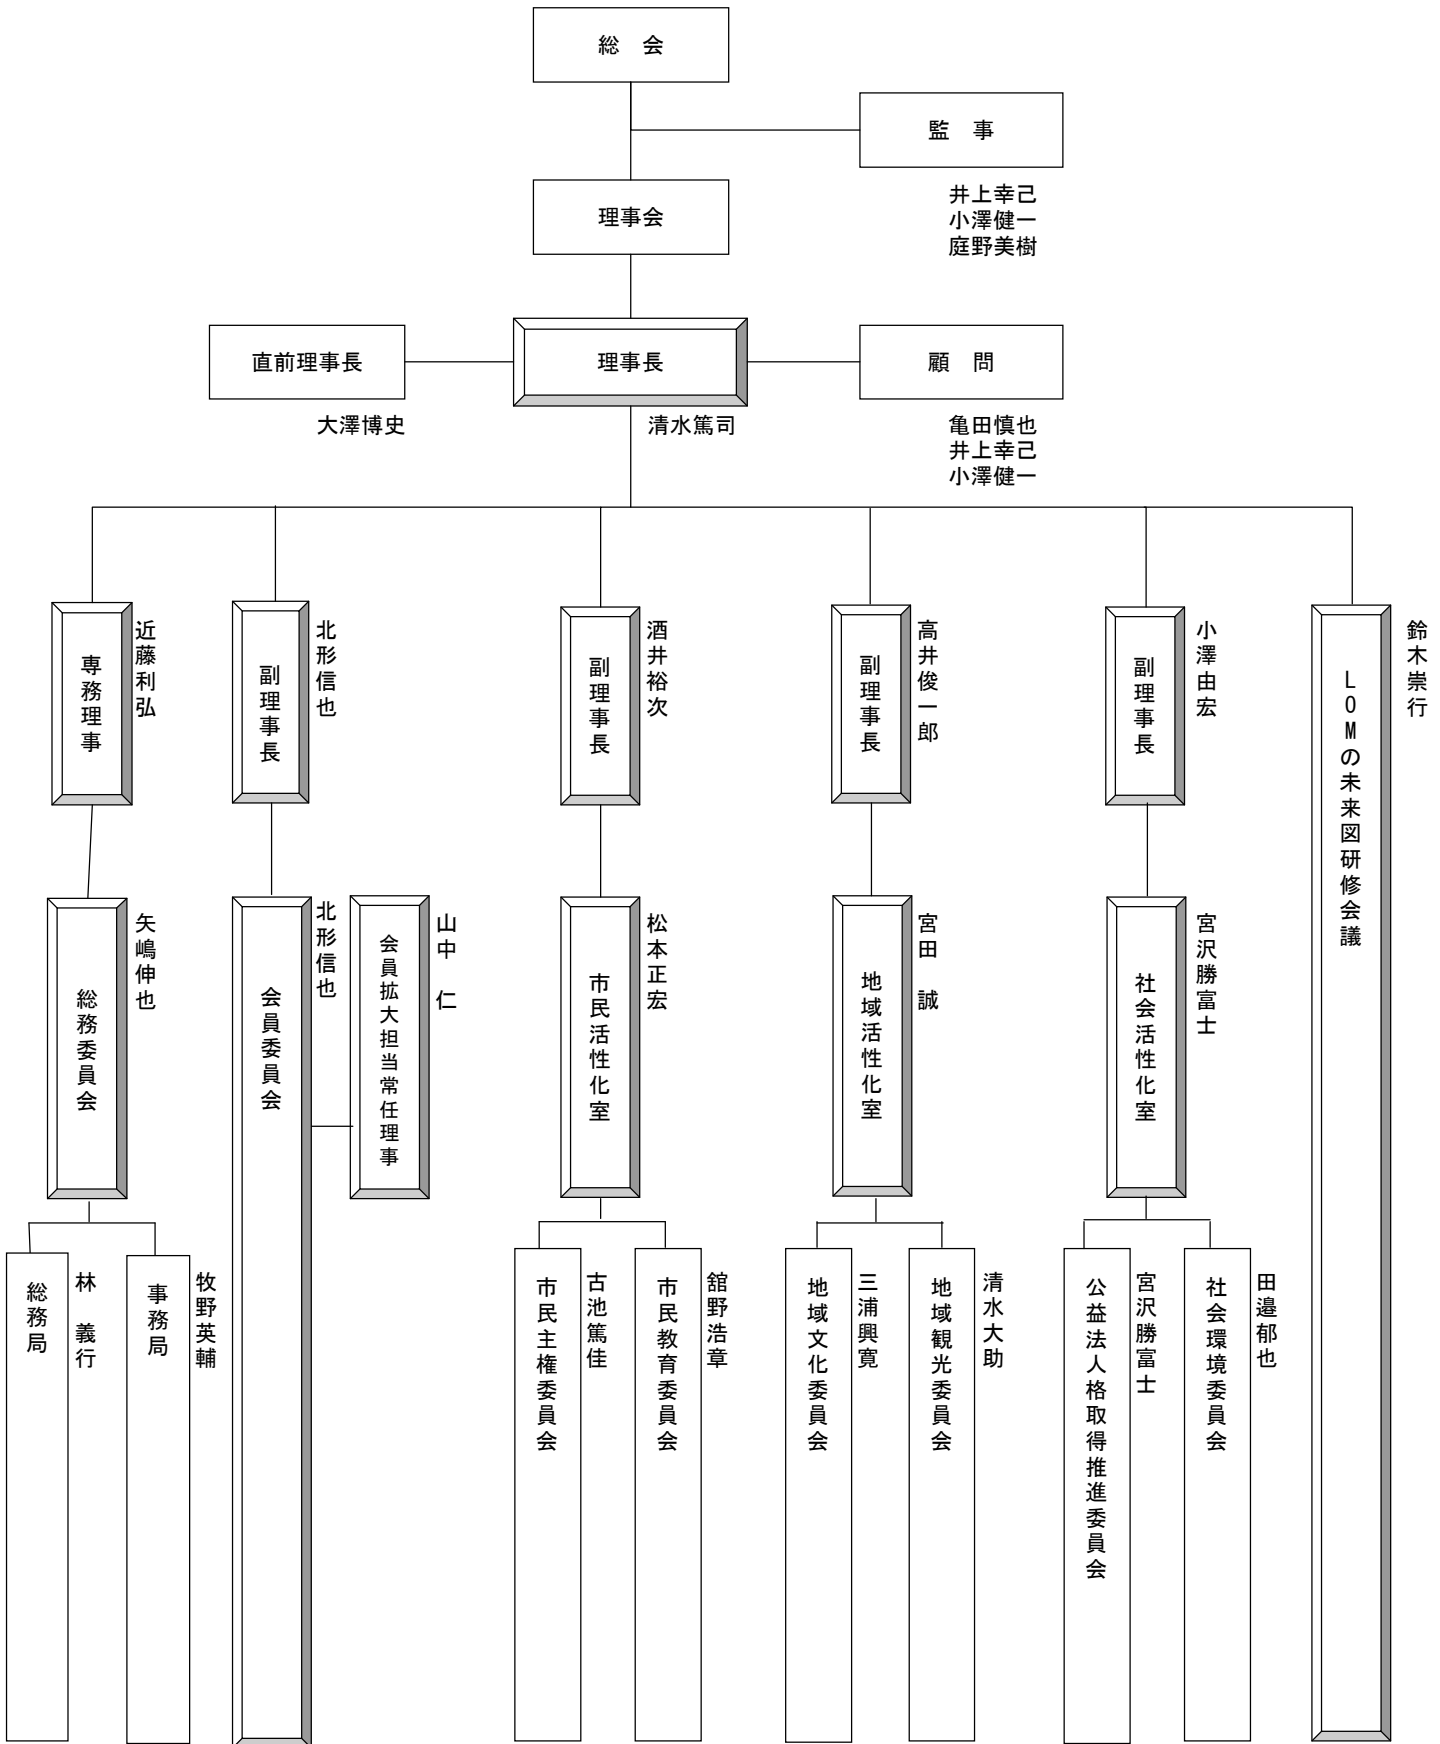 総　会
監　事
井上幸己
小澤健一
庭野美樹
理事会
直前理事長
理事長
顧　問
大澤博史
清水篤司
亀田慎也
井上幸己
小澤健一
専務理事
近藤利弘
副理事長
北形信也
副理事長
酒井裕次
副理事長
高井俊一郎
副理事長
小澤由宏
LOMの未来図研修会議
鈴木崇行
総務委員会
矢嶋伸也
会員委員会
北形信也
会員拡大担当常任理事
山中　仁
市民活性化室
松本正宏
地域活性化室
宮田　誠
社会活性化室
宮沢勝富士
総務局
林　義行
事務局
牧野英輔
市民主権委員会
古池篤佳
市民教育委員会
舘野浩章
地域文化委員会
三浦興寛
地域観光委員会
清水大助
公益法人格取得推進委員会
宮沢勝富士
社会環境委員会
田邉郁也